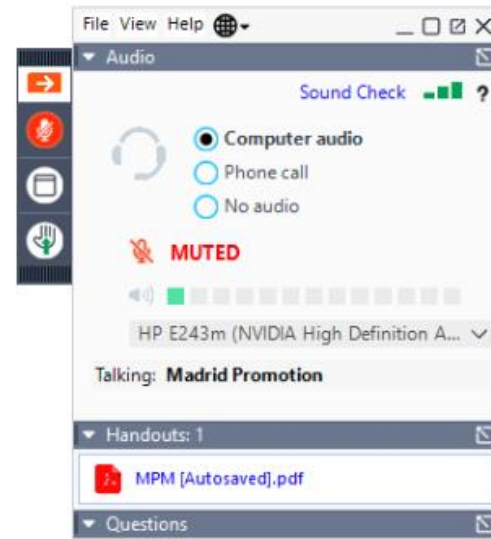 File View Help
Audio
Sound Check ?
Computer audio
Phone call
No audio
MUTED
HP E243m (NVIDIA High Definition A...
Talking: Madrid Promotion
Handouts: 1
MPM [Autosaved].pdf
Questions